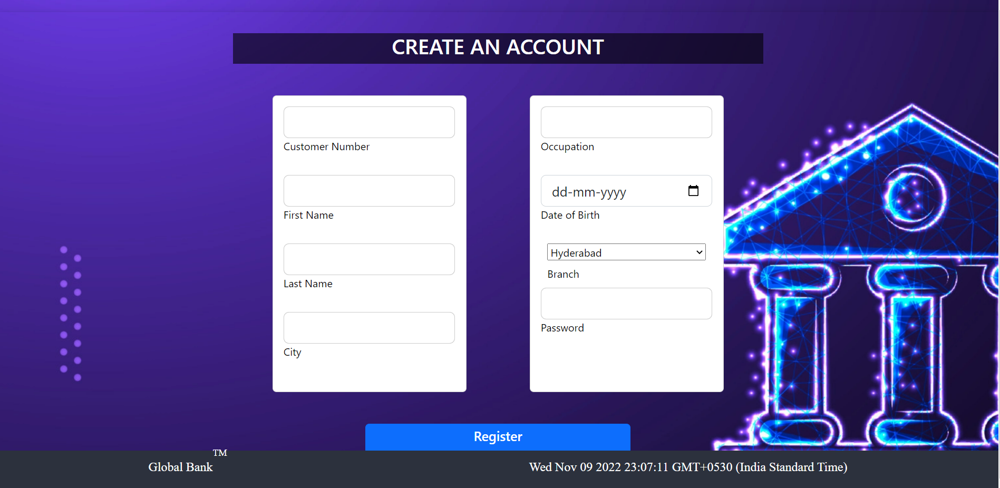 CREATE AN ACCOUNT
Customer Number
First Name
Last Name
City
Occupation
dd-mm-yyyy
Date of Birth
Hyderabad
Branch
Password
Register
Global Bank TM
Wed Nov 09 2022 23:07:11 GMT+0530 (India Standard Time)